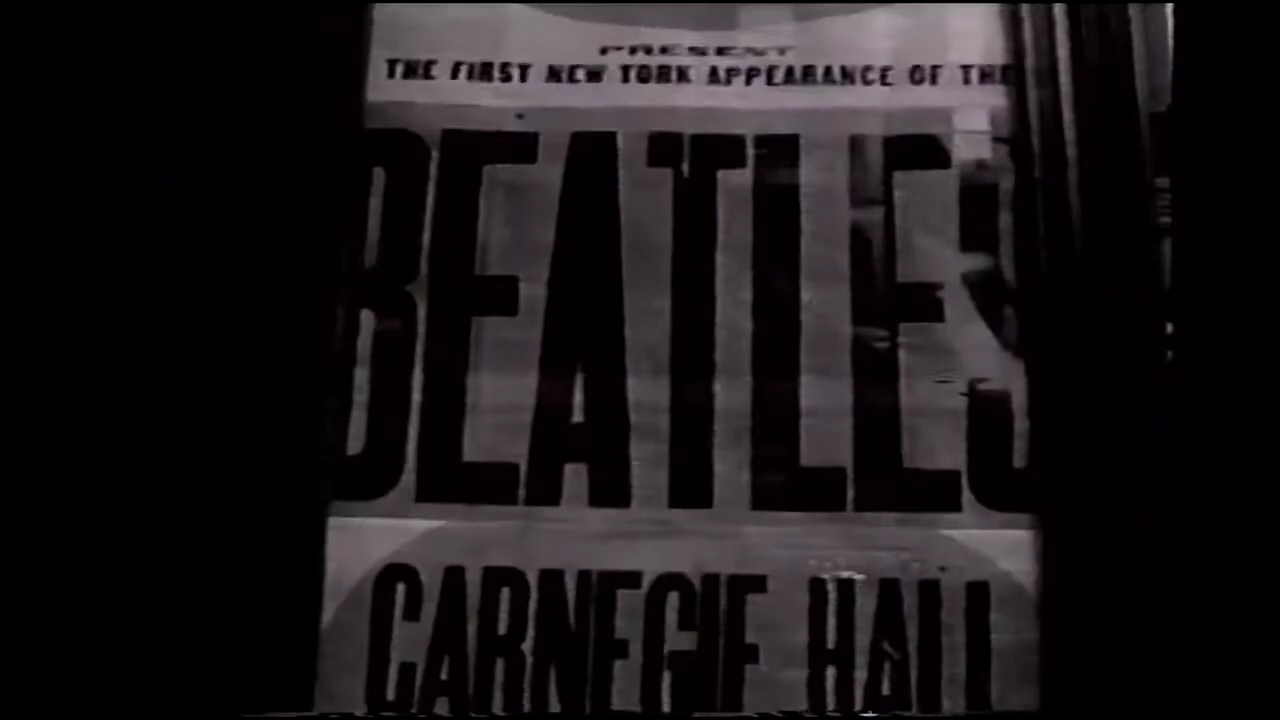 PRESENT
THE FIRST NEW YORK APPEARANCE OF THE
BEATLES
CARNEGIE HALL